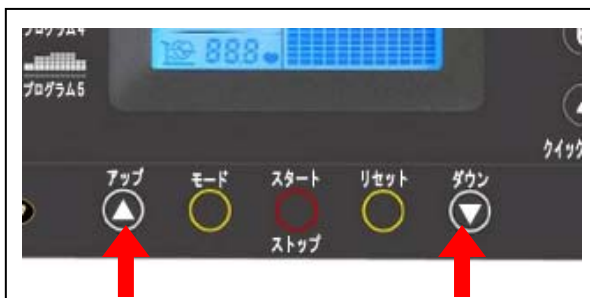 プログラム4
888
プログラム5
クイック
アップ
モード
スタート
リセット
ダウン
ストップ